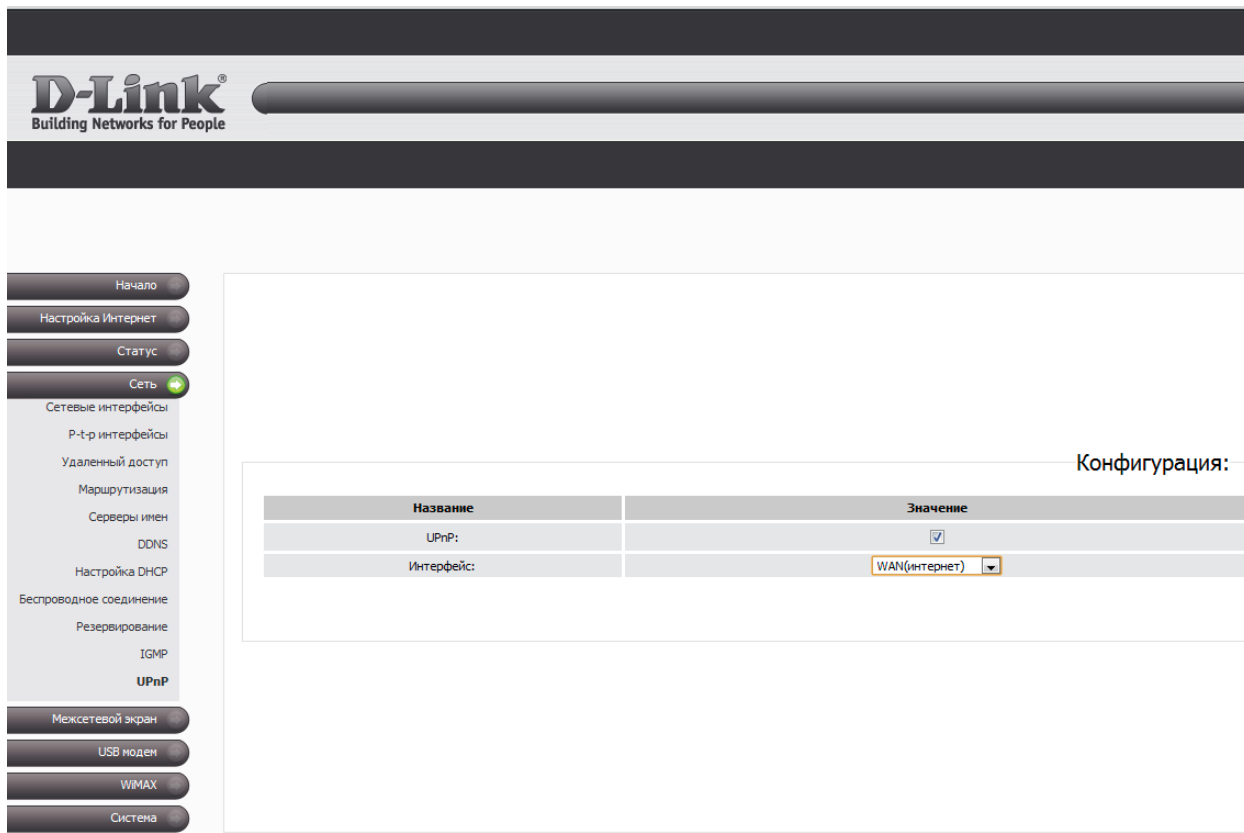 D-Link®
Building Networks for People
Начало
Настройка Интернет
Статус
Сеть
Сетевые интерфейсы
P-t-p интерфейсы
Удаленный доступ
Маршрутизация
Серверы имен
DDNS
Настройка DHCP
Беспроводное соединение
Резервирование
IGMP
UPnP
Межсетевой экран
USB модем
WiMAX
Система
Конфигурация:
Название Значение
UPnP:
Интерфейс: WAN(интернет)